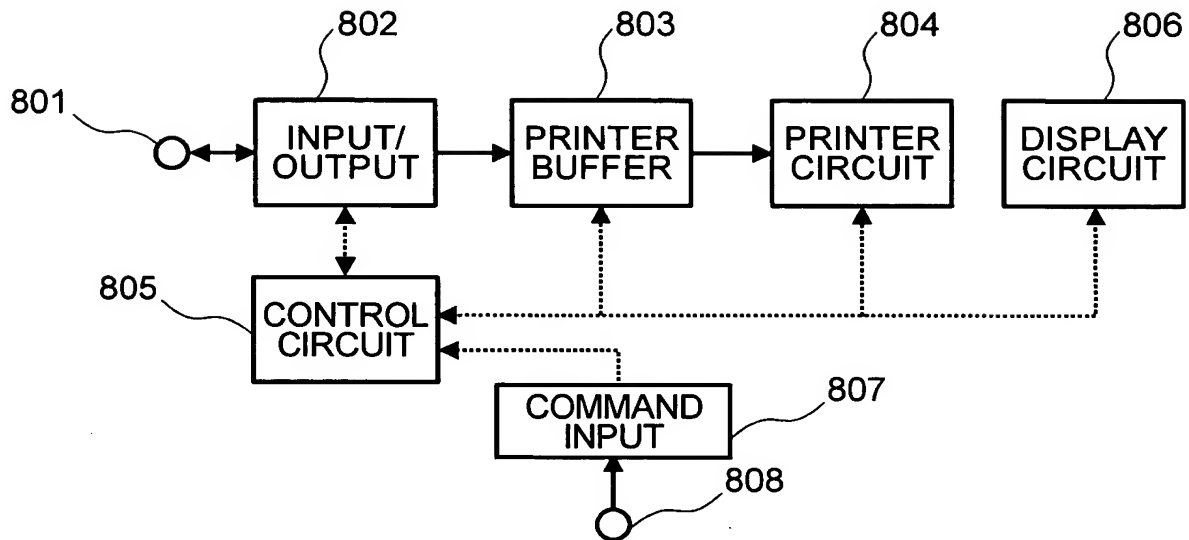 802
803
804
806
801
INPUT/
OUTPUT
PRINTER
BUFFER
PRINTER
CIRCUIT
DISPLAY
CIRCUIT
805
CONTROL
CIRCUIT
807
COMMAND
INPUT
808